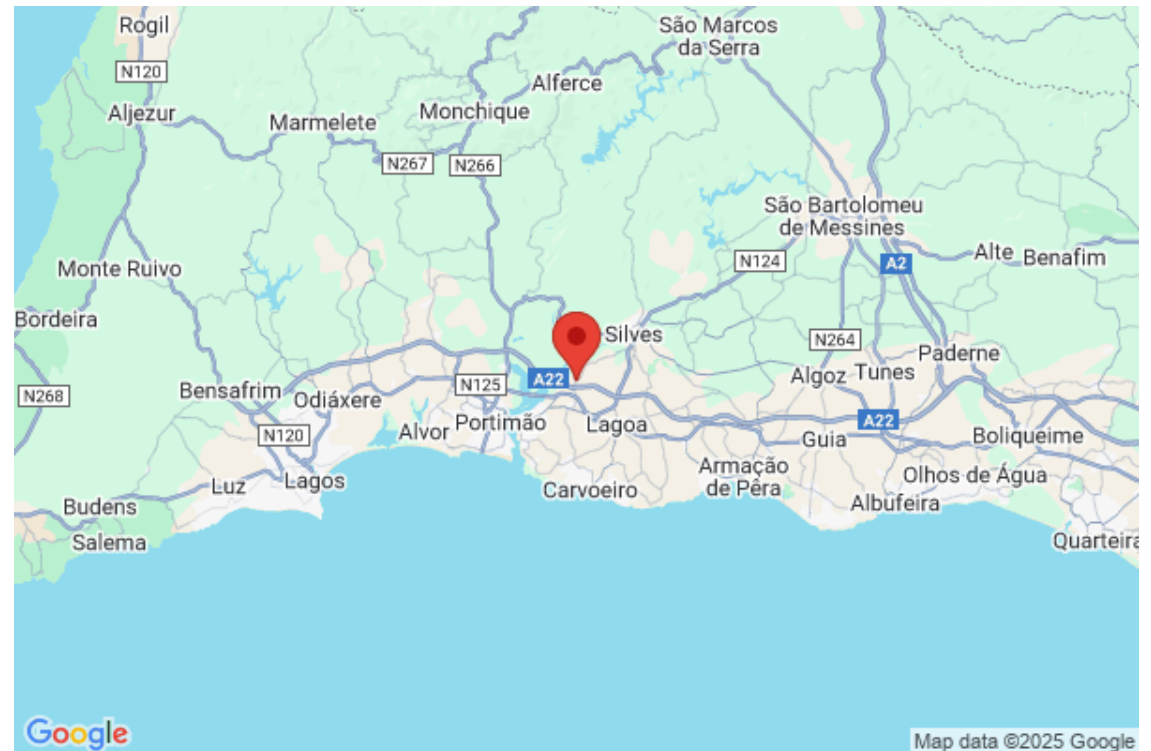 Rogil
São Marcos
da Serra
N120
Alferce
Aljezur
Monchique
Marmelete
N267
N266
São Bartolomeu
de Messines
Alte
Benafim
Monte Ruivo
N124
A2
Bordeira
Silves
N264
Paderne
A22
N125
Algoz
Tunes
Bensafrim
Odiáxere
N268
A22
Portimão
Alvor
Lagoa
N120
Guia
Boliqueime
Armação
de Pêra
Olhos de Água
Luz
Lagos
Carvoeiro
Albufeira
Budens
Salema
Quarteira
Google
Map data ©2025 Google